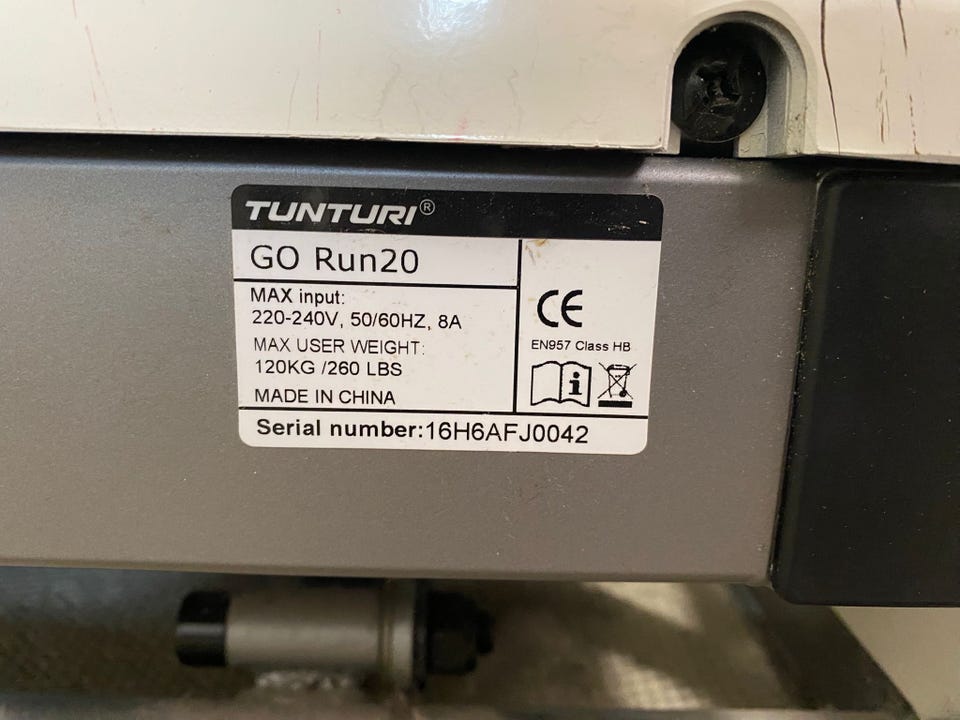 TUNTURI®
GO Run20
MAX input:
220-240V, 50/60HZ, 8A
MAX USER WEIGHT:
120KG /260 LBS
MADE IN CHINA
CE
EN957 Class HB
i
Serial number:16H6AFJ0042